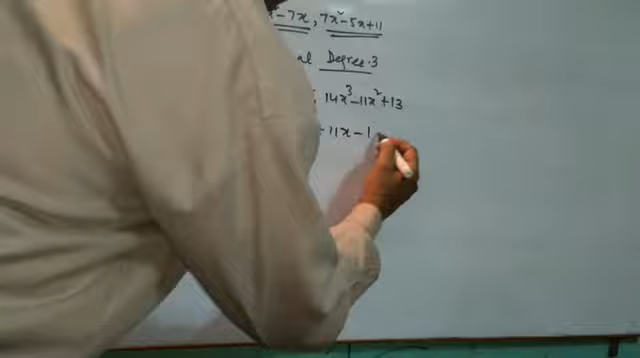 - 7x, 7x² - 5x + 11
al Degree-3
, 14x³ - 11x² + 13
- 11x - 1